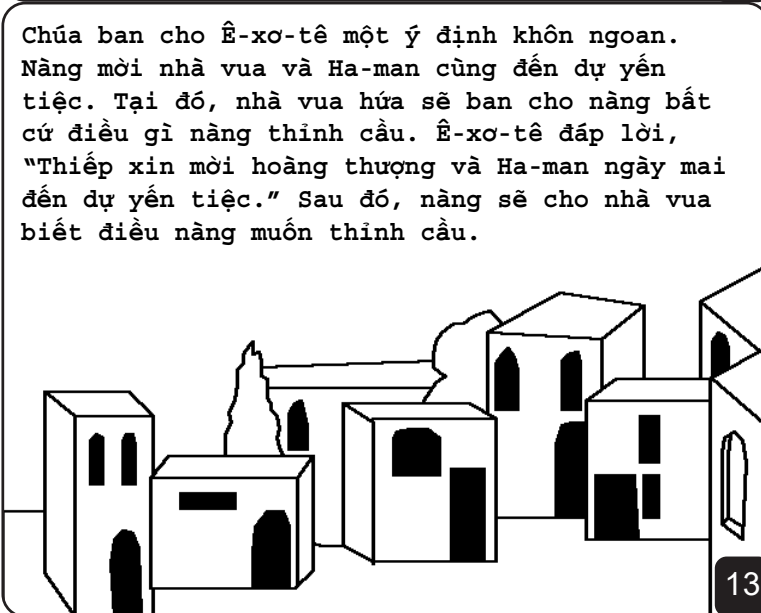 Chúa ban cho Ê-xơ-tê một ý định khôn ngoan.
Nàng mời nhà vua và Ha-man cùng đến dự yến
tiệc. Tại đó, nhà vua hứa sẽ ban cho nàng bất
cứ điều gì nàng thỉnh cầu. Ê-xơ-tê đáp lời,
“Thiếp xin mời hoàng thượng và Ha-man ngày mai
đến dự yến tiệc.” Sau đó, nàng sẽ cho nhà vua
biết điều nàng muốn thỉnh cầu.
13